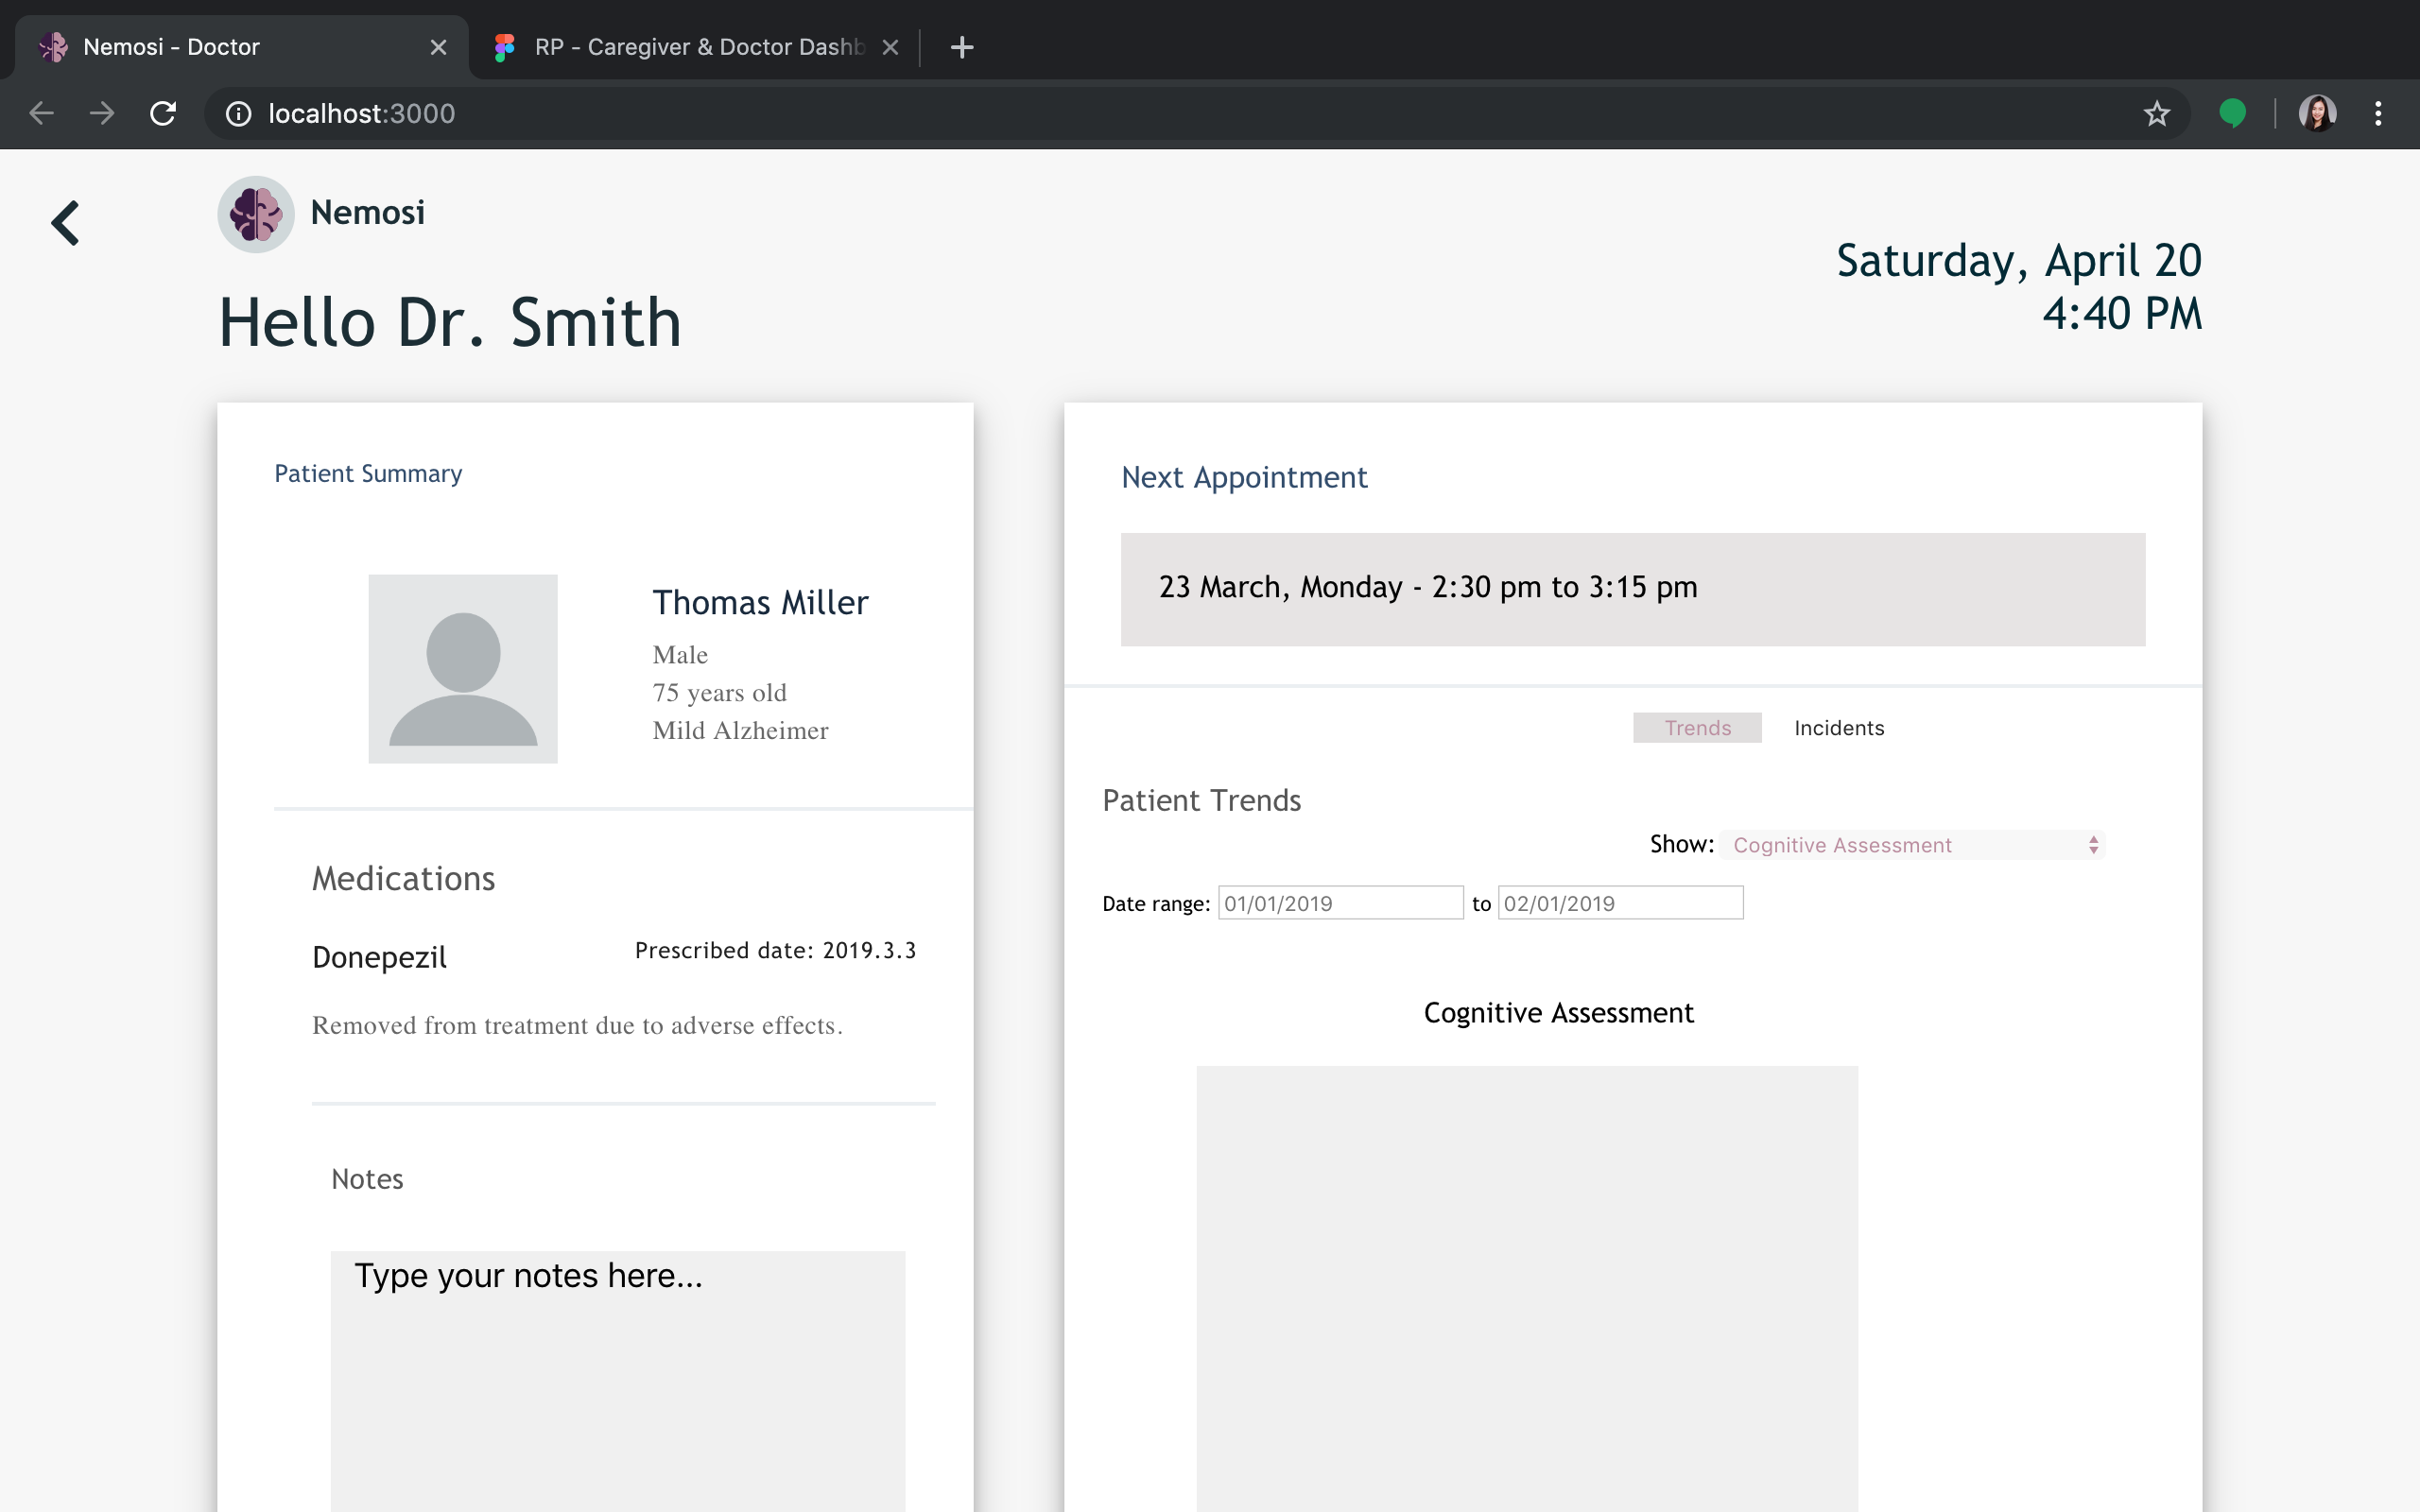 Nemosi - Doctor
RP - Caregiver & Doctor Dashb
localhost:3000
Nemosi
Hello Dr. Smith
Saturday, April 20
4:40 PM
Patient Summary
Thomas Miller
Male
75 years old
Mild Alzheimer
Medications
Donepezil
Prescribed date: 2019.3.3
Removed from treatment due to adverse effects.
Notes
Type your notes here...
Next Appointment
23 March, Monday - 2:30 pm to 3:15 pm
Trends Incidents
Patient Trends
Show: Cognitive Assessment
Date range: 01/01/2019 to 02/01/2019
Cognitive Assessment